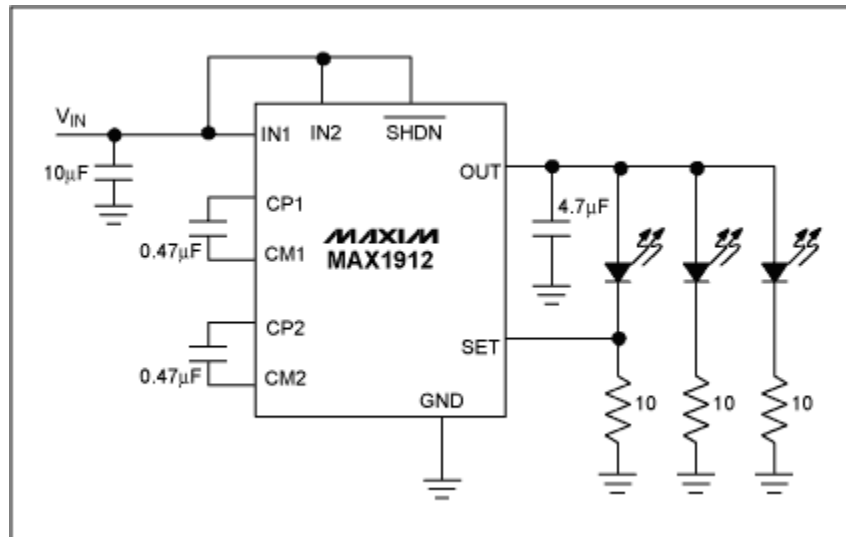 VIN
IN1
IN2
SHDN
10µF
OUT
CP1
4.7µF
0.47µF
CM1
MAXIM
MAX1912
CP2
SET
0.47µF
CM2
GND
10
10
10